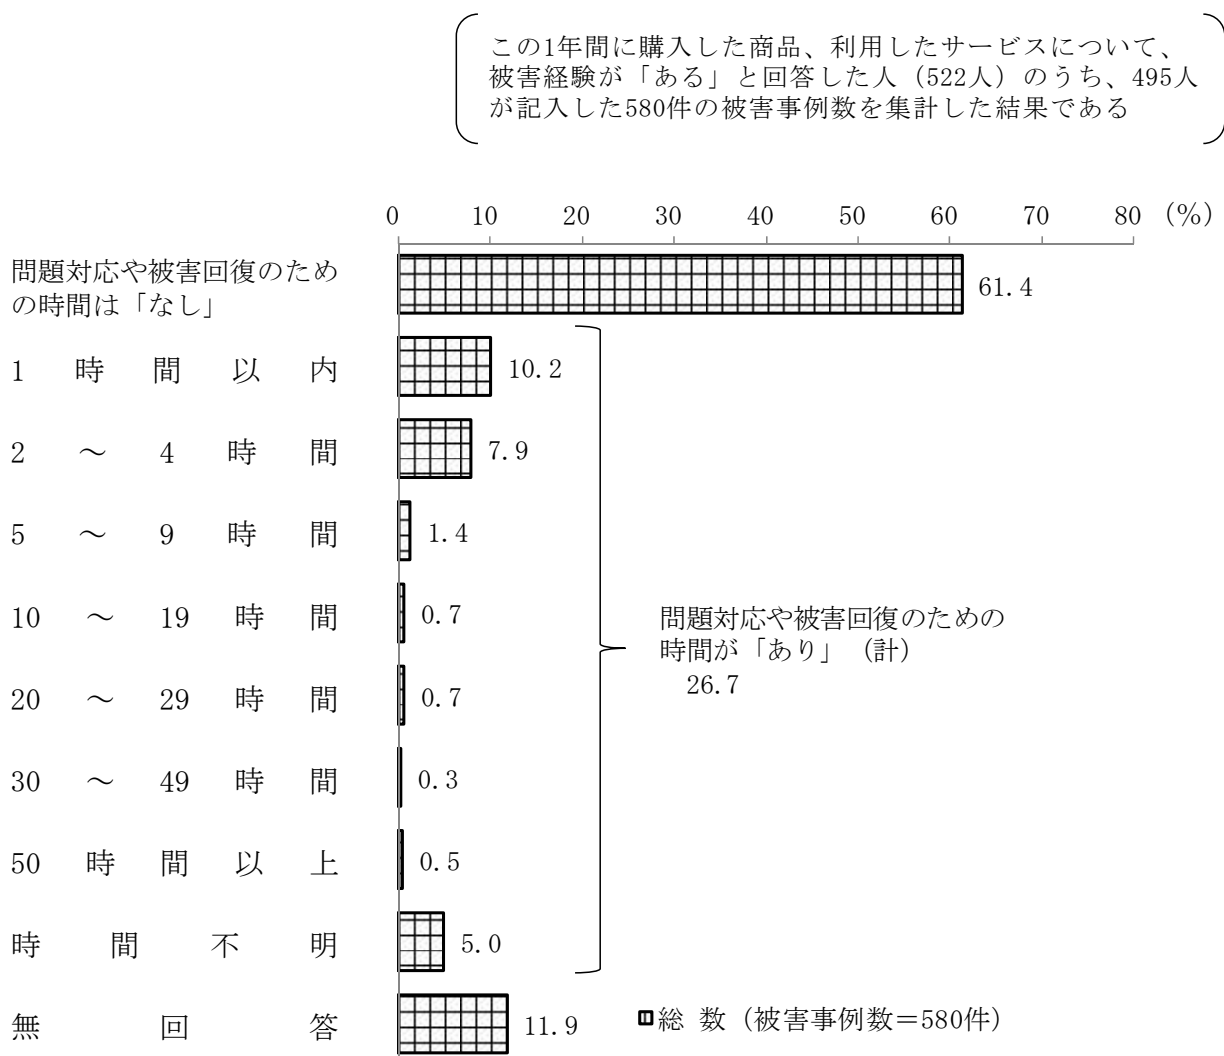 この1年間に購入した商品、利用したサービスについて、
被害経験が「ある」と回答した人（522人）のうち、495人
が記入した580件の被害事例数を集計した結果である
0 10 20 30 40 50 60 70 80 (%)
問題対応や被害回復のため
の時間は「なし」
61.4
1時間以内 10.2
2～4時間 7.9
5～9時間 1.4
10～19時間 0.7
問題対応や被害回復のための
時間が「あり」（計）
26.7
20～29時間 0.7
30～49時間 0.3
50時間以上 0.5
時間不明 5.0
無回答 11.9
総数（被害事例数＝580件）